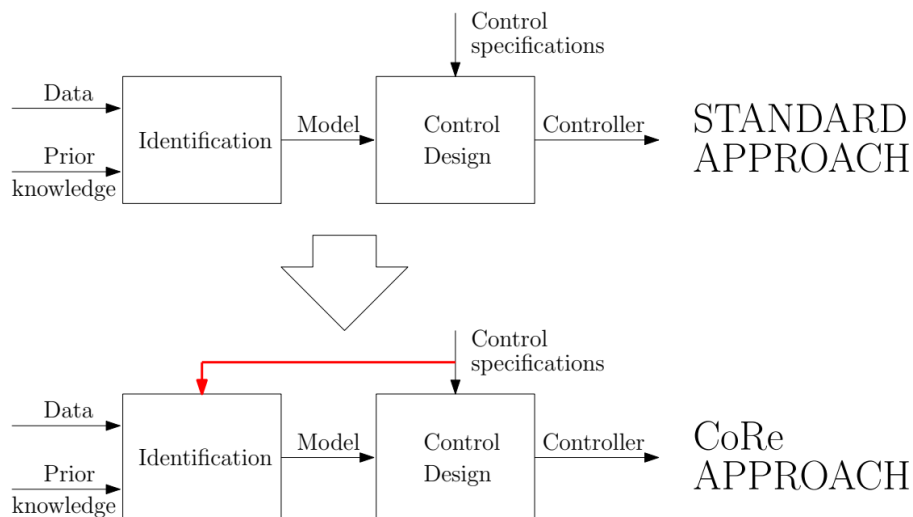 Control
specifications
Data
Identification
Model
Control
Design
Controller
STANDARD
APPROACH
Prior
knowledge
Control
specifications
Data
Identification
Model
Control
Design
Controller
CoRe
APPROACH
Prior
knowledge